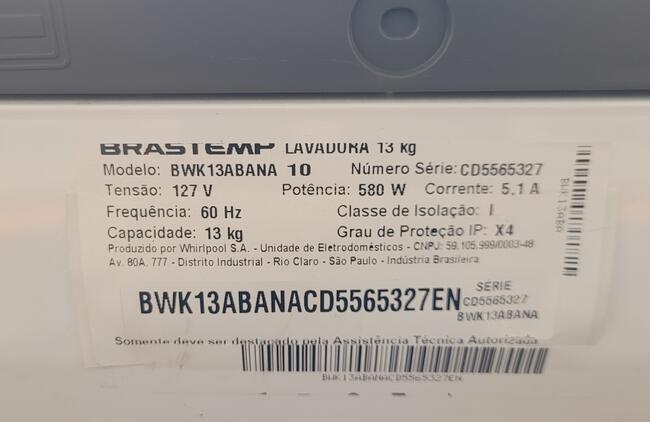 BRASTEMP LAVADORA 13 kg
Modelo: BWK13ABANA 10 Número Série: CD5565327
Tensão: 127 V Potência: 580 W Corrente: 5,1 A
Frequência: 60 Hz Classe de Isolação: I
Capacidade: 13 kg Grau de Proteção IP: X4
Produzido por Whirlpool S.A. - Unidade de Eletrodomésticos - CNPJ: 59.105.999/0003-48
Av. 80A, 777 - Distrito Industrial - Rio Claro - São Paulo - Indústria Brasileira
BWK13ABA
BWK13ABANACD5565327EN
SÉRIE
CD5565327
BWK13ABANA
Somente deve ser destacado pela Assistência Técnica Autorizada
BWK13ABANACD5565327EN